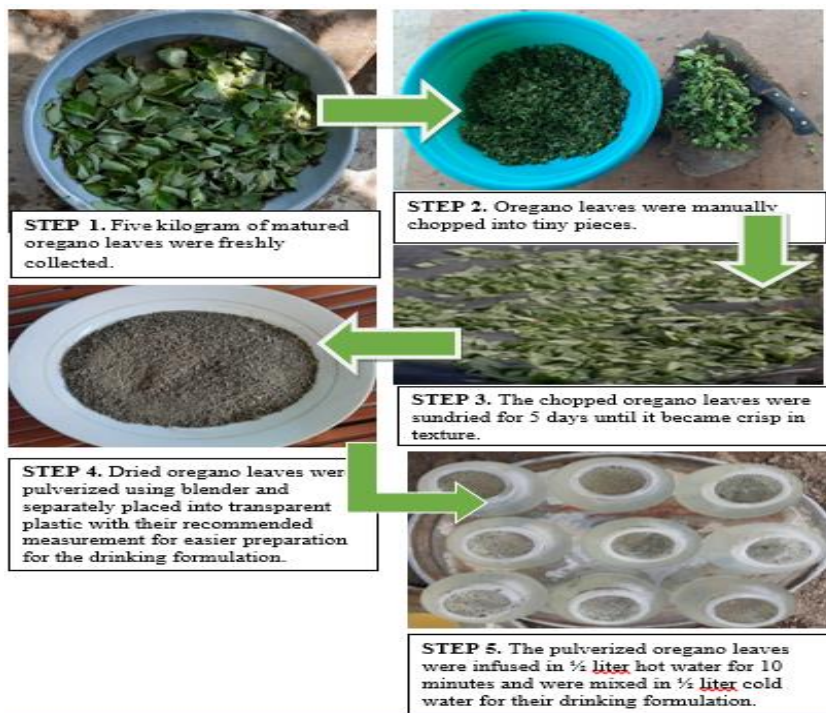 STEP 1. Five kilogram of matured
oregano leaves were freshly
collected.
STEP 2. Oregano leaves were manually
chopped into tiny pieces.
STEP 3. The chopped oregano leaves were
sundried for 5 days until it became crisp in
texture.
STEP 4. Dried oregano leaves were
pulverized using blender and
separately placed into transparent
plastic with their recommended
measurement for easier preparation
for the drinking formulation.
STEP 5. The pulverized oregano leaves
were infused in ½ liter hot water for 10
minutes and were mixed in ½ liter cold
water for their drinking formulation.